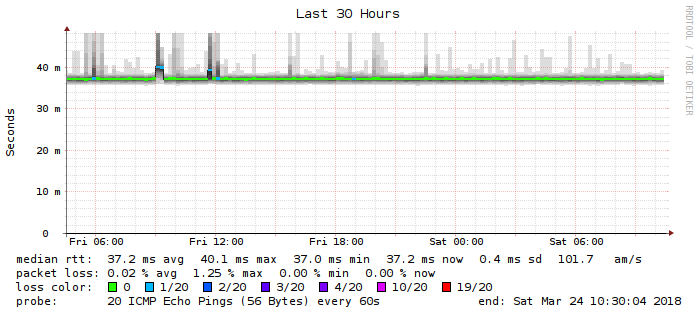 Last 30 Hours
RRDTOOL / TOBI OETIKER
Seconds
40 m
30 m
20 m
10 m
0
Fri 06:00 Fri 12:00 Fri 18:00 Sat 00:00 Sat 06:00
median rtt: 37.2 ms avg 40.1 ms max 37.0 ms min 37.2 ms now 0.4 ms sd 101.7 am/s
packet loss: 0.02 % avg 1.25 % max 0.00 % min 0.00 % now
loss color: 0 1/20 2/20 3/20 4/20 10/20 19/20
probe: 20 ICMP Echo Pings (56 Bytes) every 60s end: Sat Mar 24 10:30:04 2018